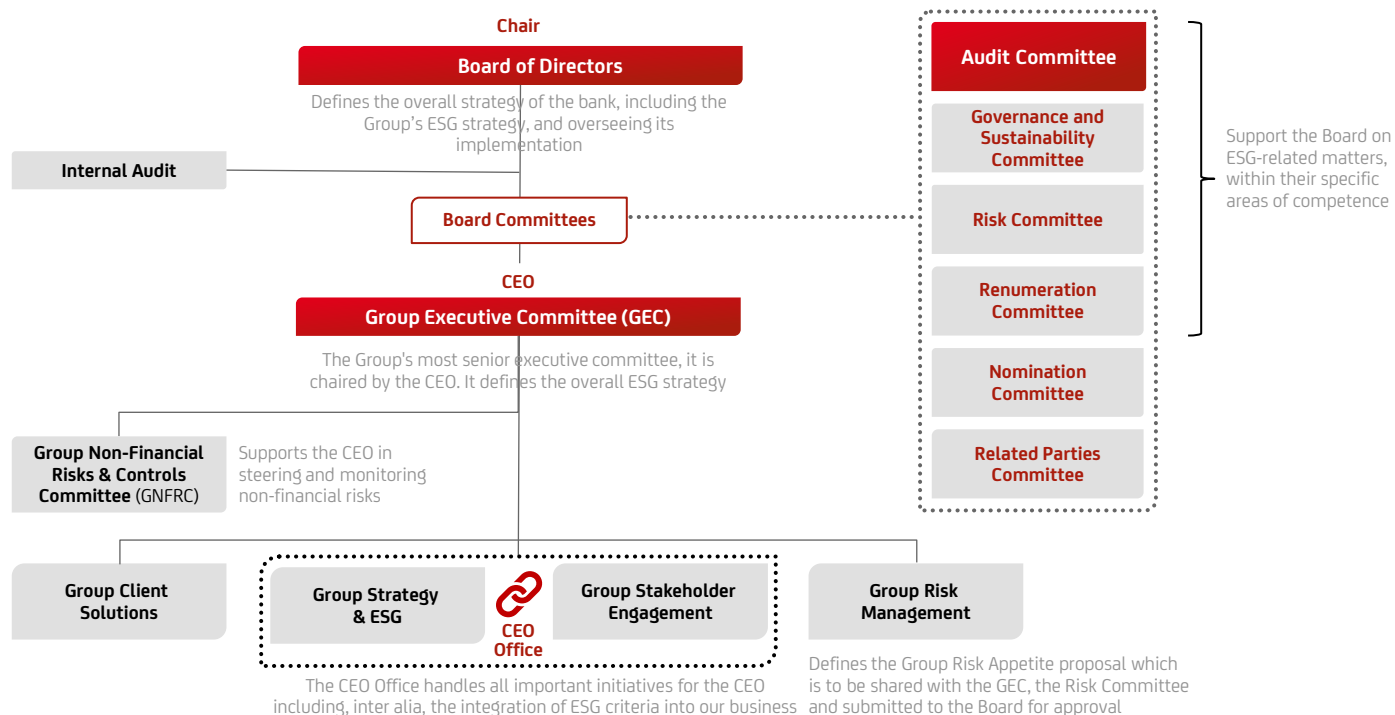 Chair
Board of Directors
Defines the overall strategy of the bank, including the
Group's ESG strategy, and overseeing its
implementation
Internal Audit
Board Committees
CEO
Group Executive Committee (GEC)
The Group's most senior executive committee, it is
chaired by the CEO. It defines the overall ESG strategy
Group Non-Financial
Risks & Controls
Committee (GNFRC)
Supports the CEO in
steering and monitoring
non-financial risks
Audit Committee
Governance and
Sustainability
Committee
Risk Committee
Renumeration
Committee
Nomination
Committee
Related Parties
Committee
Support the Board on
ESG-related matters,
within their specific
areas of competence
Group Client
Solutions
Group Strategy
& ESG
CEO
Office
Group Stakeholder
Engagement
Group Risk
Management
The CEO Office handles all important initiatives for the CEO
including, inter alia, the integration of ESG criteria into our business
Defines the Group Risk Appetite proposal which
is to be shared with the GEC, the Risk Committee
and submitted to the Board for approval